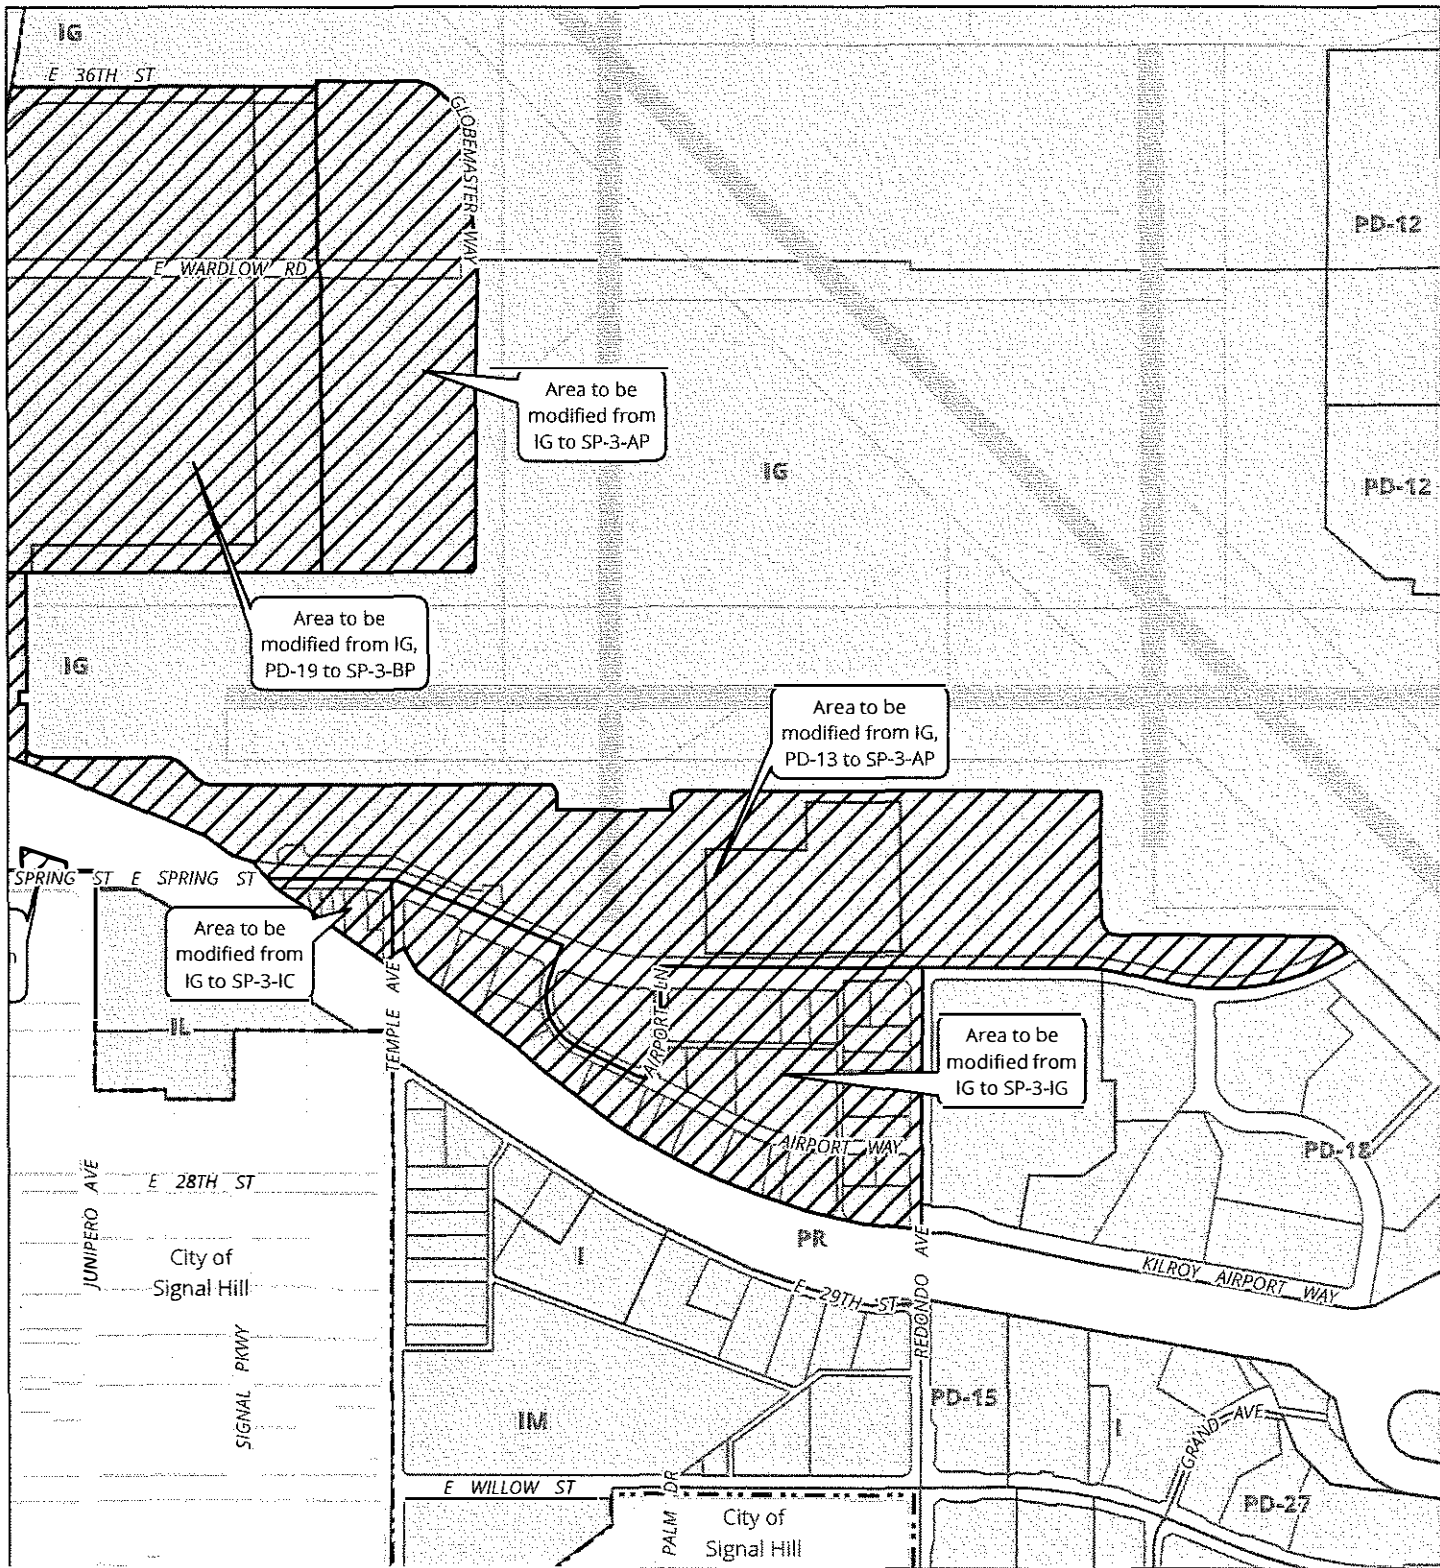 IG
E 36TH ST
GLOBEMASTER WAY
PD-12
E WARDLOW RD
Area to be
modified from
IG to SP-3-AP
IG
PD-12
Area to be
modified from IG,
PD-19 to SP-3-BP
IG
Area to be
modified from IG,
PD-13 to SP-3-AP
SPRING ST E SPRING ST
Area to be
modified from
IG to SP-3-IC
TEMPLE AVE
AIRPORT LN
IL
Area to be
modified from
IG to SP-3-IG
AIRPORT WAY
PD-18
JUNIPERO AVE
E 28TH ST
City of
Signal Hill
PR
I
E 29TH ST
REDONDO AVE
KILROY AIRPORT WAY
SIGNAL PKWY
IM
PD-15
I
GRAND AVE
E WILLOW ST
PALM DR
City of
Signal Hill
PD-27